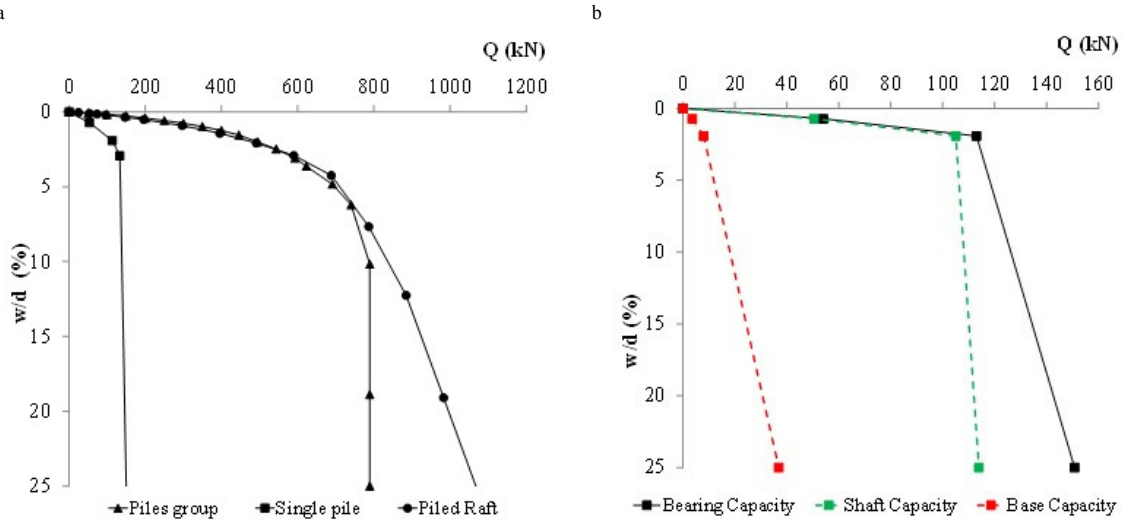 a
Q (kN)
0 200 400 600 800 1000 1200
0
5
10
15
20
25
w/d (%)
Piles group Single pile Piled Raft
b
Q (kN)
0 20 40 60 80 100 120 140 160
0
5
10
15
20
25
w/d (%)
Bearing Capacity Shaft Capacity Base Capacity